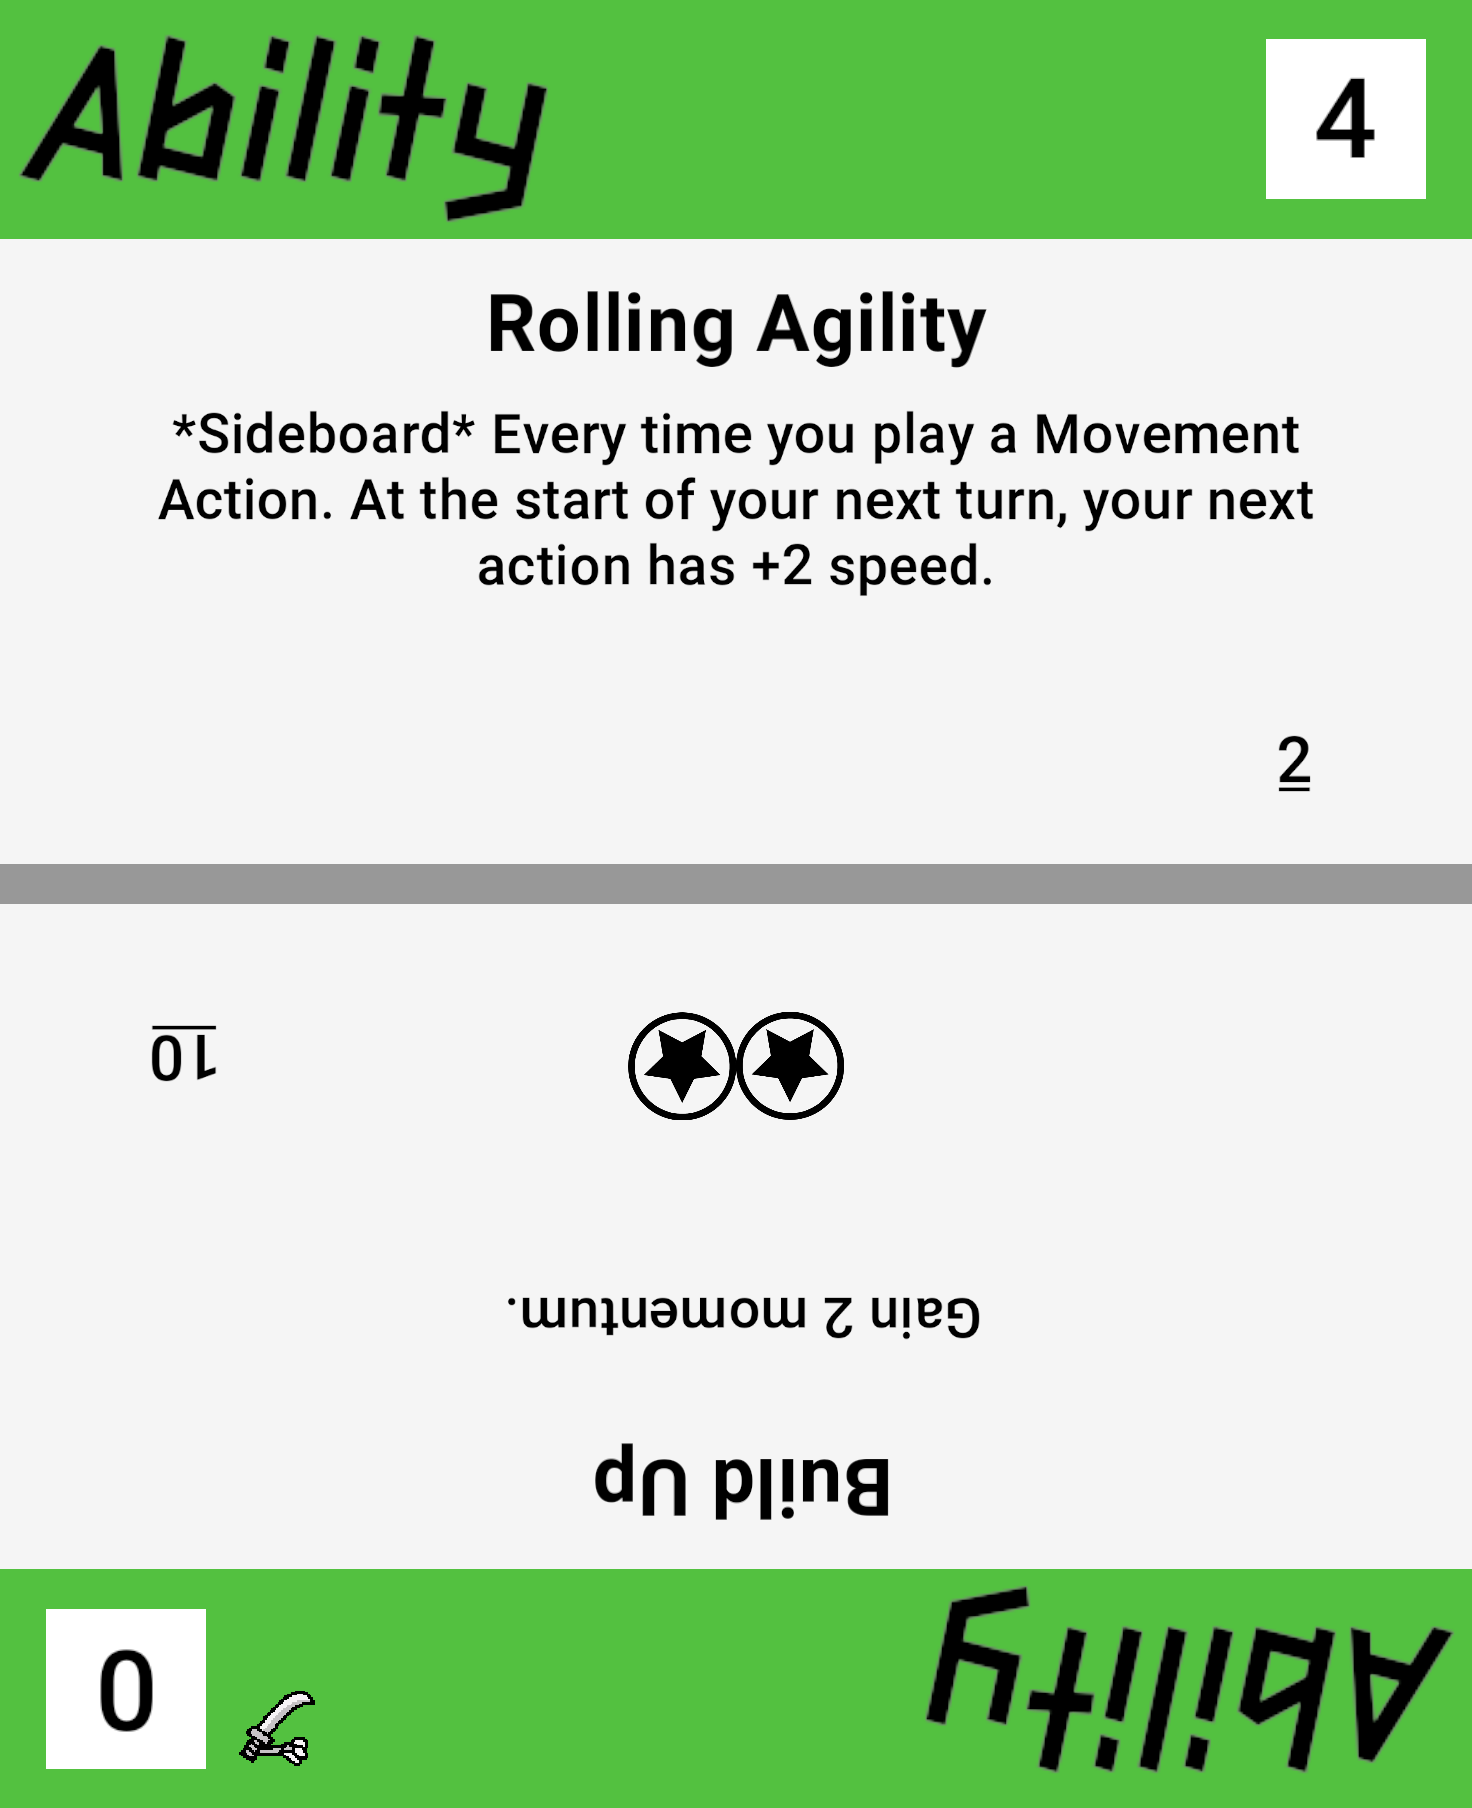 Ability
4
Rolling Agility
*Sideboard* Every time you play a Movement
Action. At the start of your next turn, your next
action has +2 speed.
2
Ability
0
Build Up
Gain 2 momentum.
10